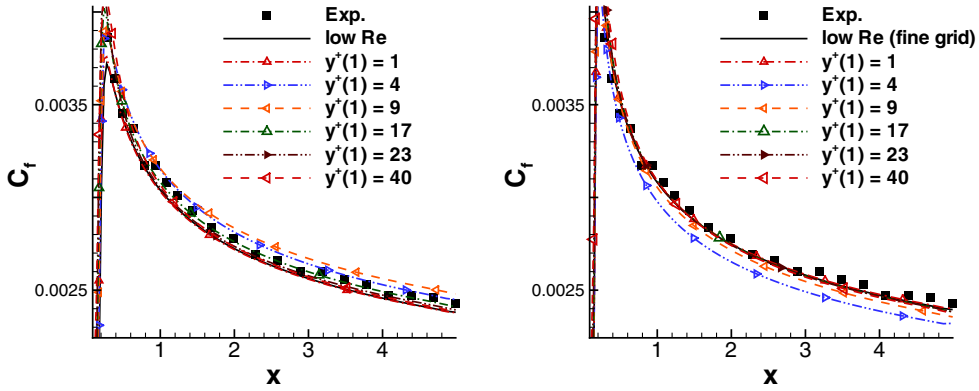 Exp.
low Re
y⁺(1) = 1
y⁺(1) = 4
y⁺(1) = 9
y⁺(1) = 17
y⁺(1) = 23
y⁺(1) = 40
0.0035
C_f
0.0025
1 2 3 4
x
Exp.
low Re (fine grid)
y⁺(1) = 1
y⁺(1) = 4
y⁺(1) = 9
y⁺(1) = 17
y⁺(1) = 23
y⁺(1) = 40
0.0035
C_f
0.0025
1 2 3 4
x